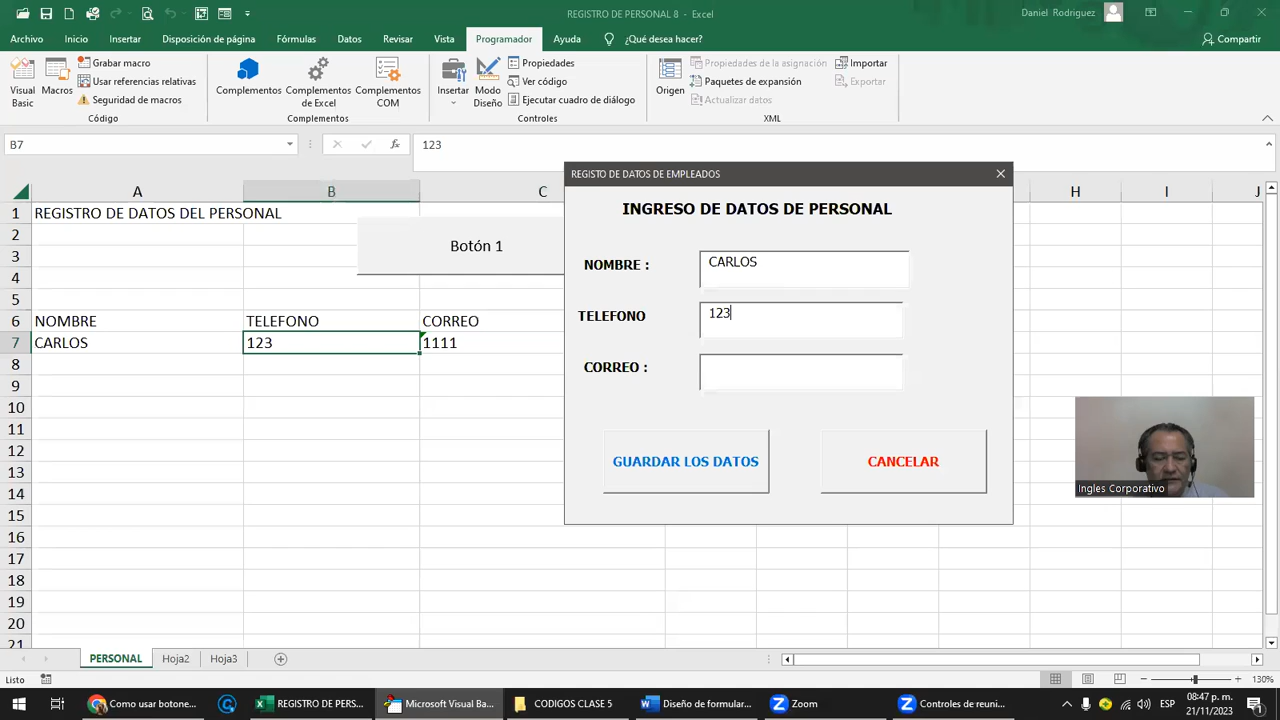 REGISTRO DE PERSONAL 8 - Excel
Daniel Rodriguez
Archivo Inicio Insertar Disposición de página Fórmulas Datos Revisar Vista Programador Ayuda ¿Qué desea hacer? Compartir
Visual Basic
Macros
Grabar macro
Usar referencias relativas
Seguridad de macros
Código
Complementos
Complementos de Excel
Complementos COM
Complementos
Insertar
Modo Diseño
Propiedades
Ver código
Ejecutar cuadro de diálogo
Controles
Origen
Propiedades de la asignación
Paquetes de expansión
Actualizar datos
Importar
Exportar
XML
B7 fx 123
A B C H I J
1 REGISTRO DE DATOS DEL PERSONAL
2
3
Botón 1
4
5
6 NOMBRE TELEFONO CORREO
7 CARLOS 123 1111
8
9
10
11
12
13
14
15
16
17
18
19
20
21
REGISTO DE DATOS DE EMPLEADOS
INGRESO DE DATOS DE PERSONAL
NOMBRE : CARLOS
TELEFONO 123
CORREO :
GUARDAR LOS DATOS CANCELAR
Ingles Corporativo
PERSONAL Hoja2 Hoja3
Listo 130%
Como usar botone... REGISTRO DE PERS... Microsoft Visual Ba... CODIGOS CLASE 5 Diseño de formular... Zoom Controles de reuni... ESP 08:47 p. m.
21/11/2023